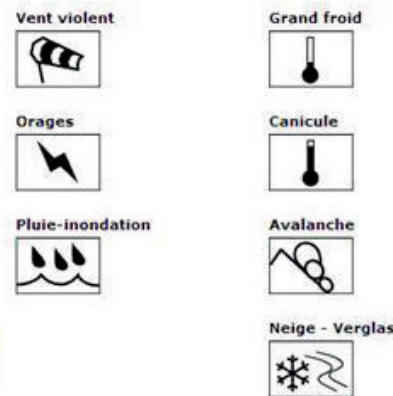 Vent violent
Grand froid
Orages
Canicule
Pluie-inondation
Avalanche
Neige - Verglas